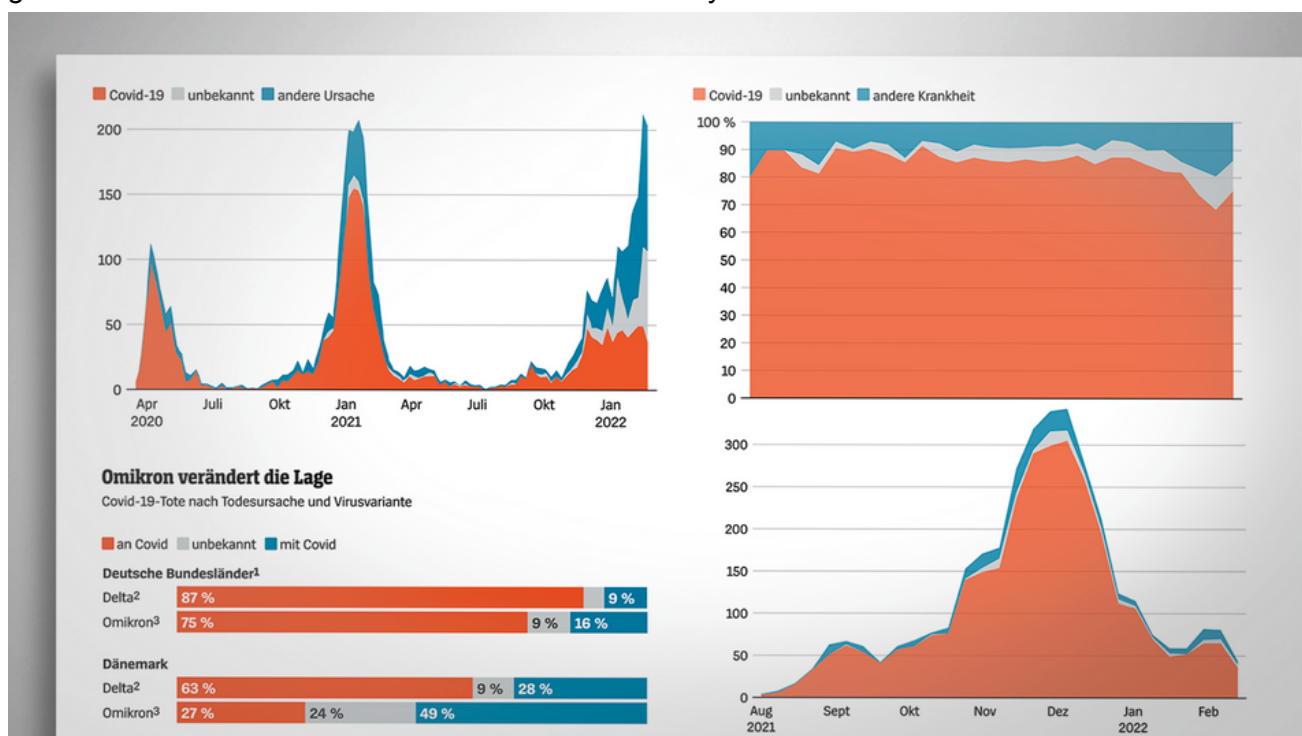 Covid-19 unbekannt andere Ursache
200
150
100
50
0
Apr Juli Okt Jan Apr Juli Okt Jan
2020 2021 2022
Omikron verändert die Lage
Covid-19-Tote nach Todesursache und Virusvariante
an Covid unbekannt mit Covid
Deutsche Bundesländer1
Delta2 87 % 9 %
Omikron3 75 % 9 % 16 %
Dänemark
Delta2 63 % 9 % 28 %
Omikron3 27 % 24 % 49 %
Covid-19 unbekannt andere Krankheit
100 %
90
80
70
60
50
40
30
20
10
0
300
250
200
150
100
50
0
Aug Sept Okt Nov Dez Jan Feb
2021 2022